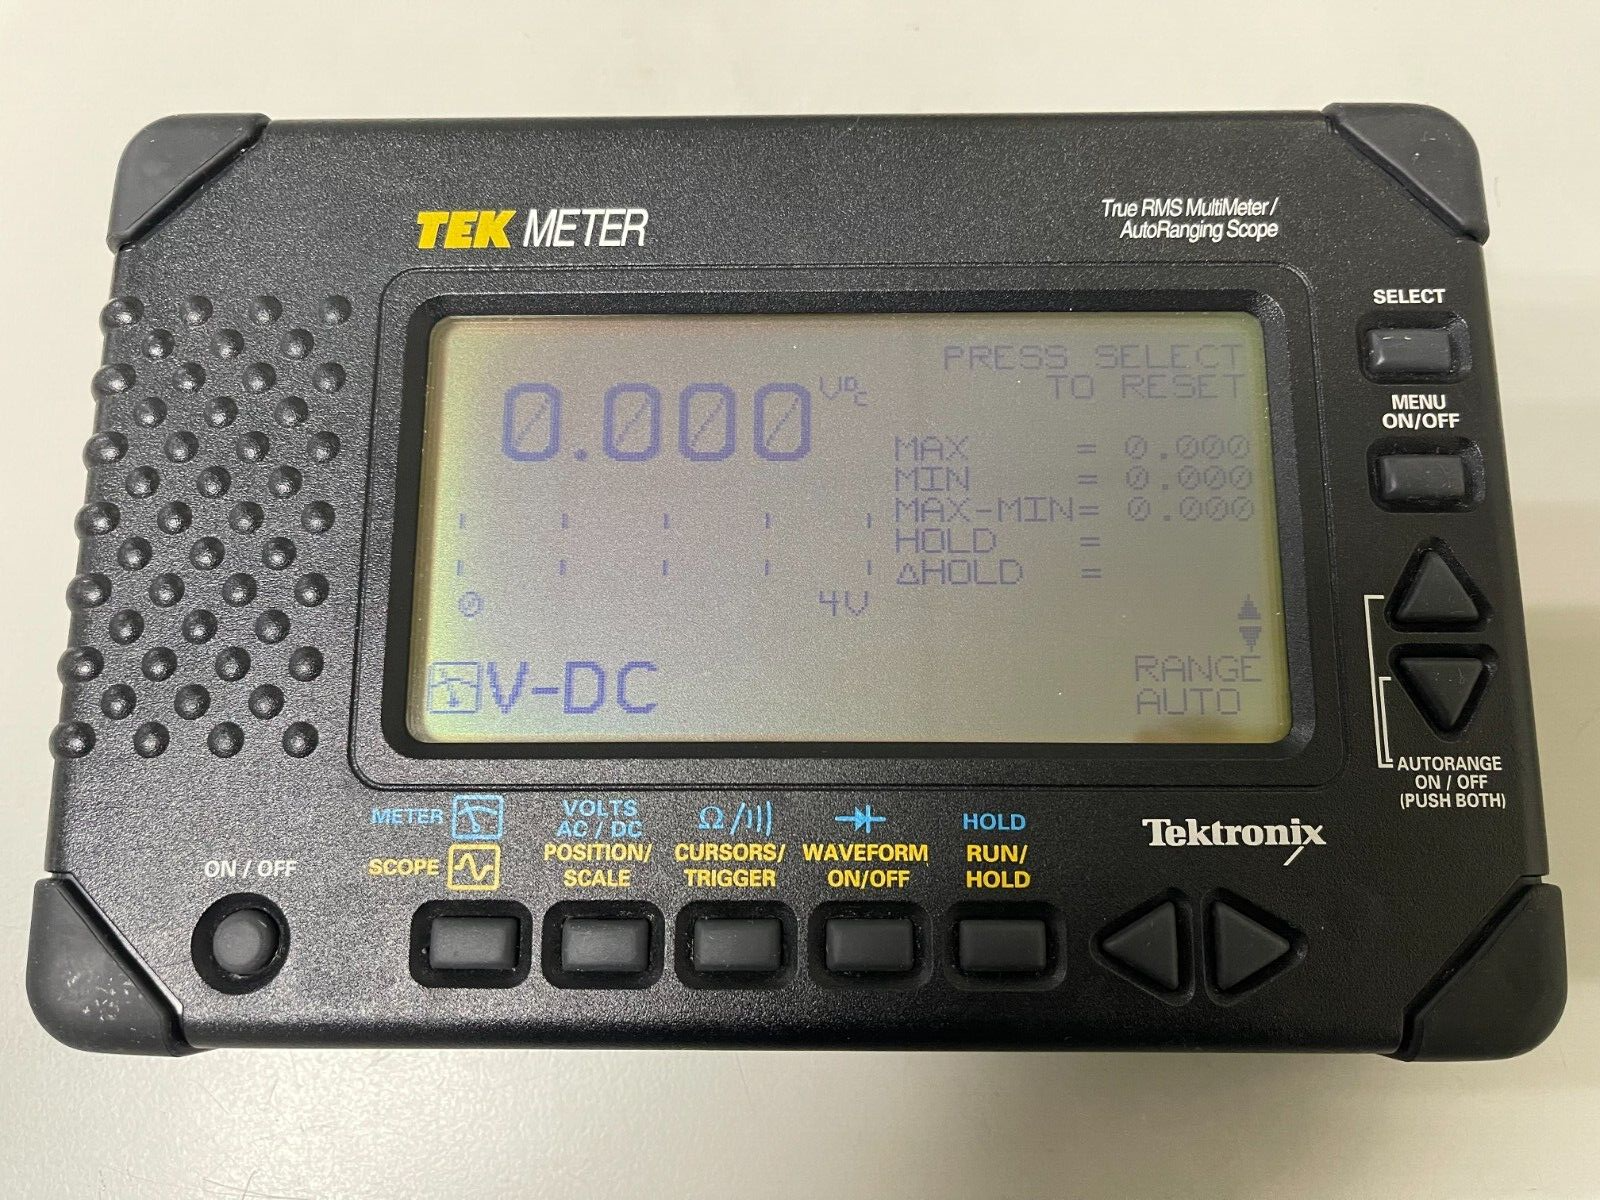 TEK METER
True RMS MultiMeter/
AutoRanging Scope
SELECT
MENU
ON/OFF
PRESS SELECT
TO RESET
0.000 VDC
MAX = 0.000
MIN = 0.000
MAX-MIN= 0.000
HOLD =
ΔHOLD =
0 4V
V-DC
RANGE
AUTO
AUTORANGE
ON / OFF
(PUSH BOTH)
Tektronix
METER
VOLTS
AC / DC
Ω/)))
HOLD
SCOPE
POSITION/
SCALE
CURSORS/
TRIGGER
WAVEFORM
ON/OFF
RUN/
HOLD
ON / OFF